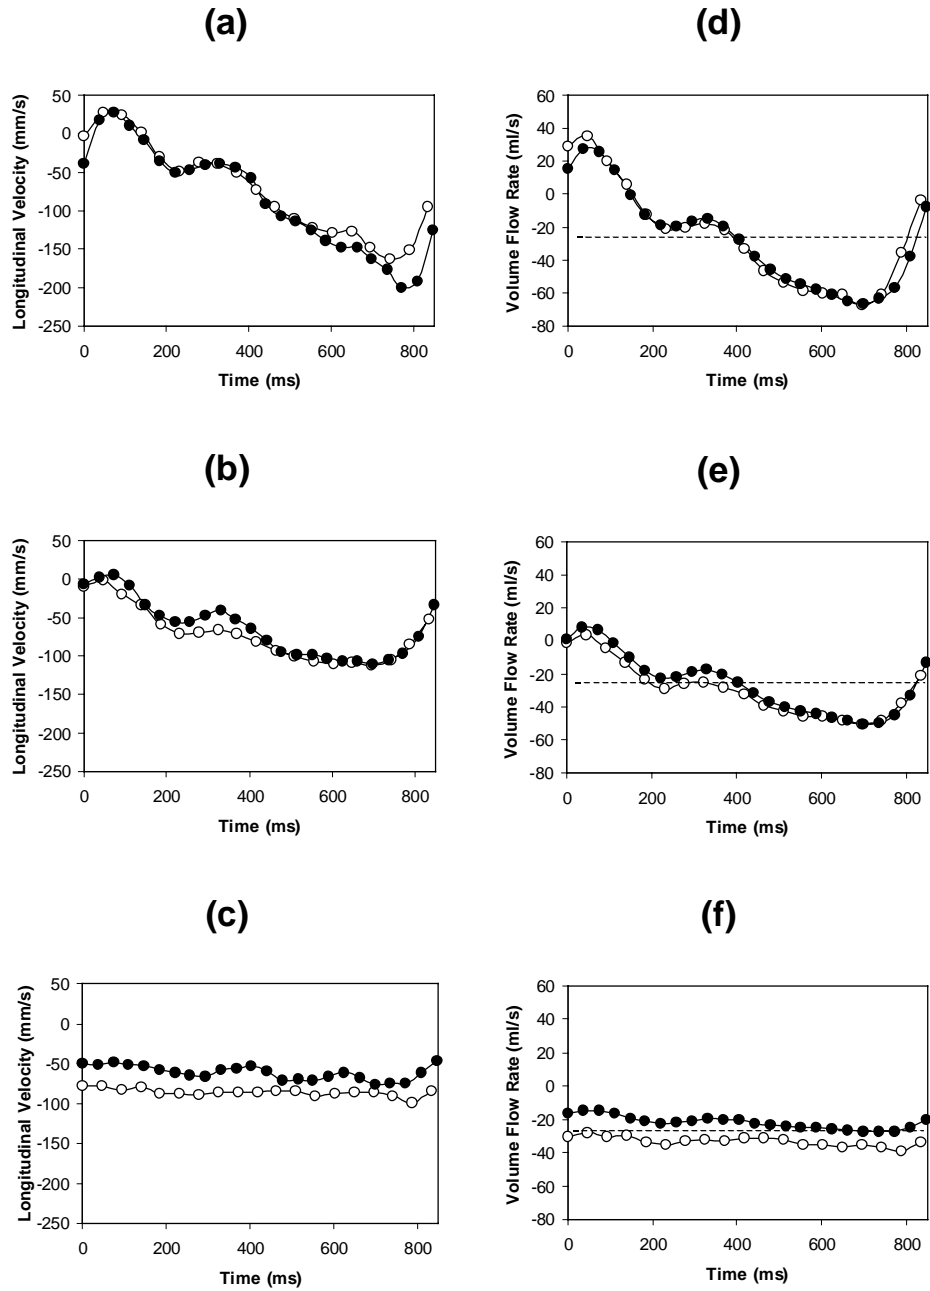 (a)
50
0
-50
-100
-150
-200
-250
Longitudinal Velocity (mm/s)
0 200 400 600 800
Time (ms)
(d)
60
40
20
0
-20
-40
-60
-80
Volume Flow Rate (ml/s)
0 200 400 600 800
Time (ms)
(b)
50
0
-50
-100
-150
-200
-250
Longitudinal Velocity (mm/s)
0 200 400 600 800
Time (ms)
(e)
60
40
20
0
-20
-40
-60
-80
Volume Flow Rate (ml/s)
0 200 400 600 800
Time (ms)
(c)
50
0
-50
-100
-150
-200
-250
Longitudinal Velocity (mm/s)
0 200 400 600 800
Time (ms)
(f)
60
40
20
0
-20
-40
-60
-80
Volume Flow Rate (ml/s)
0 200 400 600 800
Time (ms)